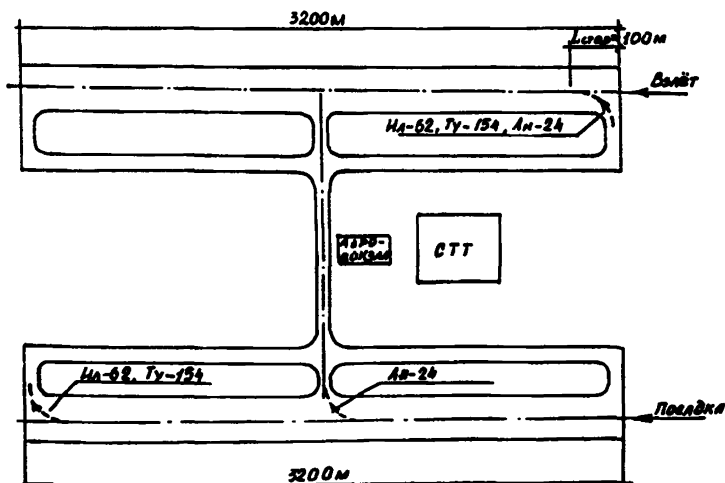 3200м
Lстар=100м
Взлёт
Ил-62, Ту-154, Ан-24
АЭРО-
ВОКЗАЛ
СТТ
Ил-62, Ту-154
Ан-24
Посадка
3200м